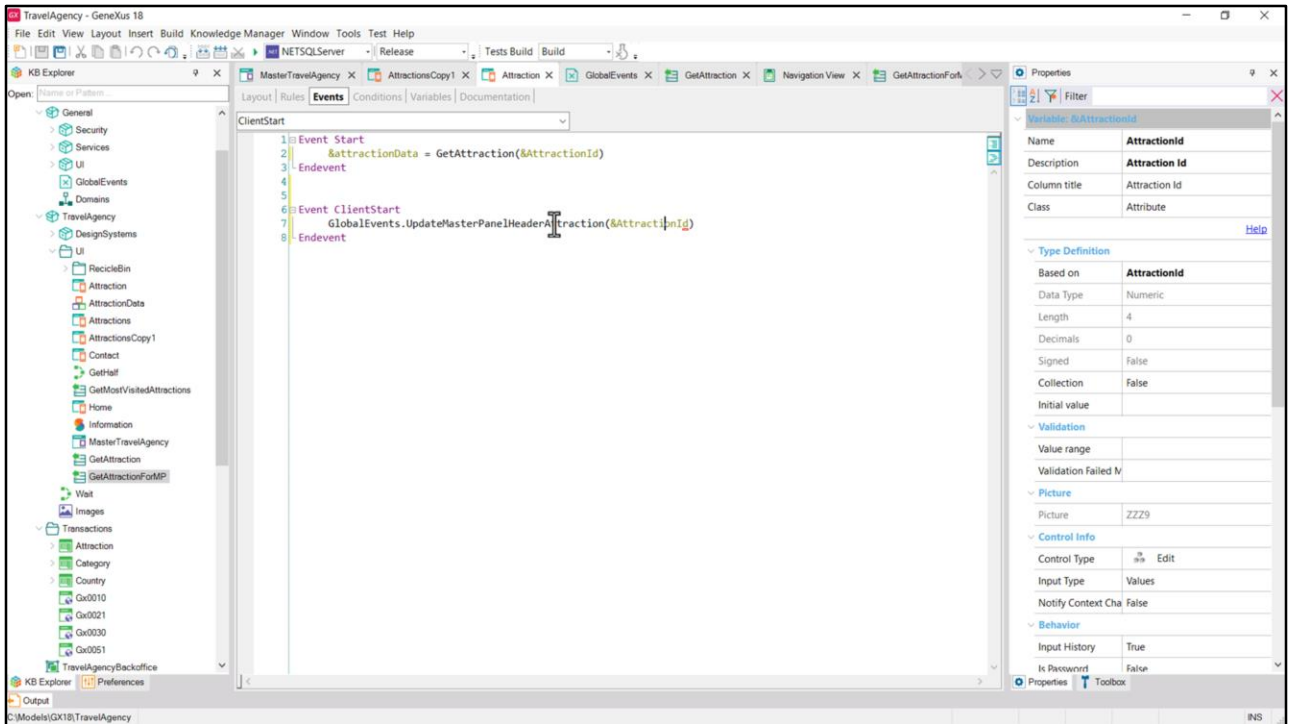 TravelAgency - GeneXus 18
File Edit View Layout Insert Build Knowledge Manager Window Tools Test Help
NETSQLServer Release Tests Build Build
KB Explorer
Open: Name or Pattern
General
Security
Services
UI
GlobalEvents
Domains
TravelAgency
DesignSystems
UI
RecicleBin
Attraction
AttractionData
Attractions
AttractionsCopy1
Contact
GetHalf
GetMostVisitedAttractions
Home
Information
MasterTravelAgency
GetAttraction
GetAttractionForMP
Wait
Images
Transactions
Attraction
Category
Country
Gx0010
Gx0021
Gx0030
Gx0051
TravelAgencyBackoffice
KB Explorer Preferences
Output
C:\Models\GX18\TravelAgency
MasterTravelAgency AttractionsCopy1 Attraction GlobalEvents GetAttraction Navigation View GetAttractionForM
Layout Rules Events Conditions Variables Documentation
ClientStart
1 Event Start
2 &attractionData = GetAttraction(&AttractionId)
3 Endevent
4
5
6 Event ClientStart
7 GlobalEvents.UpdateMasterPanelHeaderAttraction(&AttractionId)
8 Endevent
Properties
Filter
Variable: &AttractionId
Name AttractionId
Description Attraction Id
Column title Attraction Id
Class Attribute
Help
Type Definition
Based on AttractionId
Data Type Numeric
Length 4
Decimals 0
Signed False
Collection False
Initial value
Validation
Value range
Validation Failed M
Picture
Picture ZZZ9
Control Info
Control Type Edit
Input Type Values
Notify Context Cha False
Behavior
Input History True
Is Password False
Properties Toolbox
INS